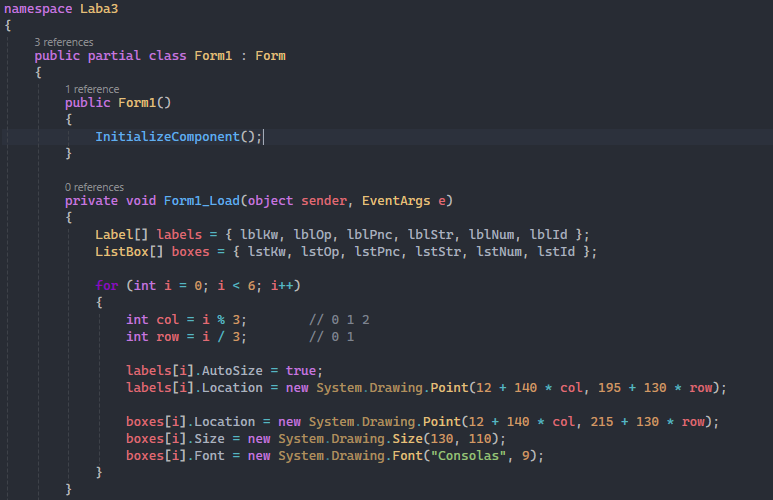 namespace Laba3
{
3 references
public partial class Form1 : Form
{
1 reference
public Form1()
{
InitializeComponent();
}
0 references
private void Form1_Load(object sender, EventArgs e)
{
Label[] labels = { lblKw, lblOp, lblPnc, lblStr, lblNum, lblId };
ListBox[] boxes = { lstKw, lstOp, lstPnc, lstStr, lstNum, lstId };
for (int i = 0; i < 6; i++)
{
int col = i % 3; // 0 1 2
int row = i / 3; // 0 1
labels[i].AutoSize = true;
labels[i].Location = new System.Drawing.Point(12 + 140 * col, 195 + 130 * row);
boxes[i].Location = new System.Drawing.Point(12 + 140 * col, 215 + 130 * row);
boxes[i].Size = new System.Drawing.Size(130, 110);
boxes[i].Font = new System.Drawing.Font("Consolas", 9);
}
}